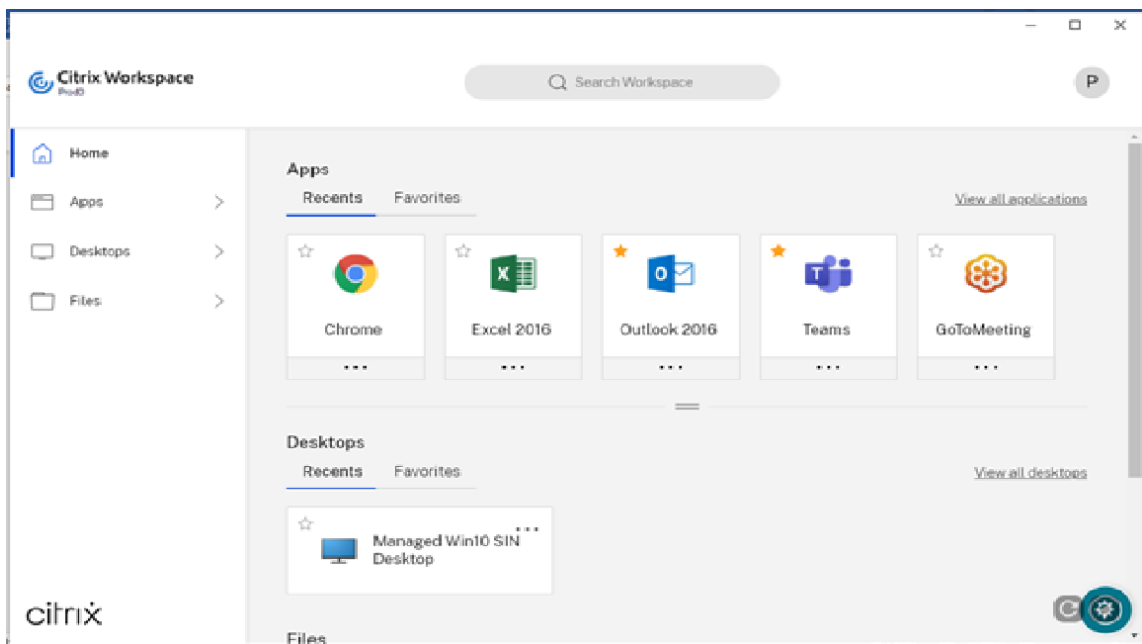 Citrix Workspace
ProdD
Search Workspace
P
Home
Apps
Desktops
Files
Apps
Recents Favorites
View all applications
Chrome
Excel 2016
Outlook 2016
Teams
GoToMeeting
Desktops
Recents Favorites
View all desktops
Managed Win10 SIN
Desktop
citrix
Files